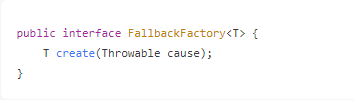 public interface FallbackFactory<T> {
    T create(Throwable cause);
}